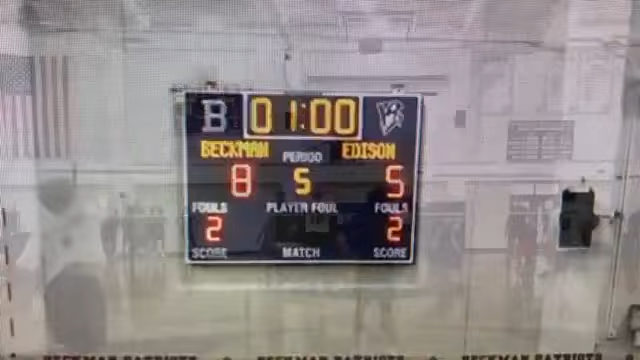 B 01:00
BECKMAN PERIOD EDISON
8 5 5
FOULS PLAYER FOUL FOULS
2 2
SCORE MATCH SCORE
BECKMAN PATRIOTS BECKMAN PATRIOTS BECKMAN PATRIOTS